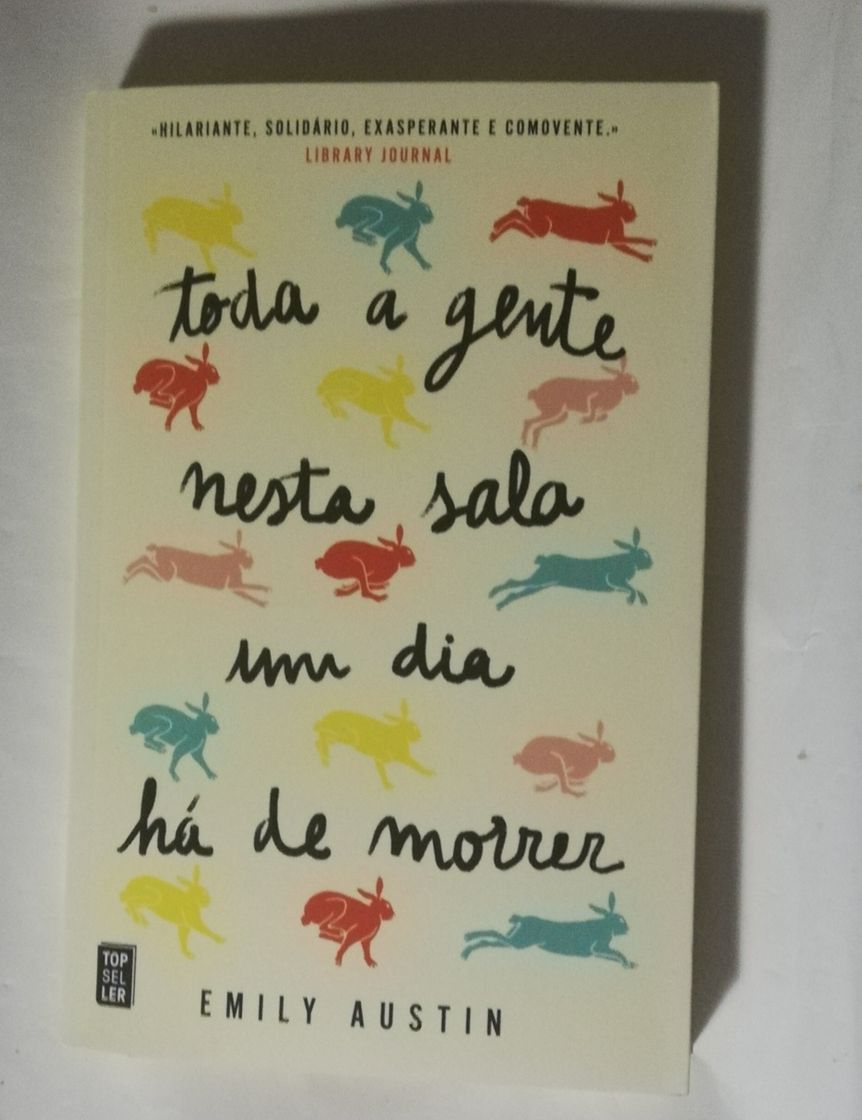 «HILARIANTE, SOLIDÁRIO, EXASPERANTE E COMOVENTE.»
LIBRARY JOURNAL
toda a gente
nesta sala
um dia
há de morrer
TOP
SEL
LER
EMILY AUSTIN